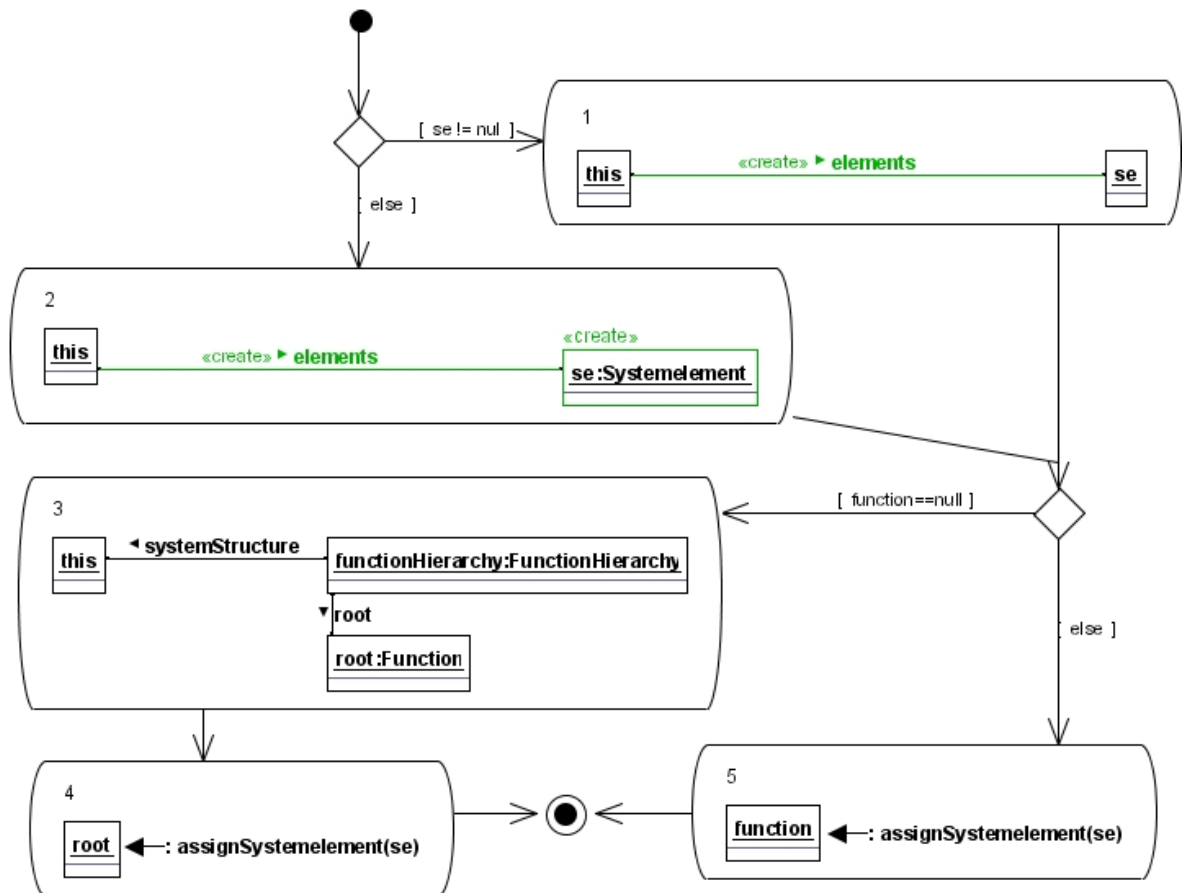 1
[ se != nul ]
«create» ► elements
this
se
[ else ]
2
«create»
this
«create» ► elements
se:Systemelement
3
[ function==null ]
this
◄ systemStructure
functionHierarchy:FunctionHierarchy
▼ root
root:Function
[ else ]
4
root
: assignSystemelement(se)
5
function
: assignSystemelement(se)